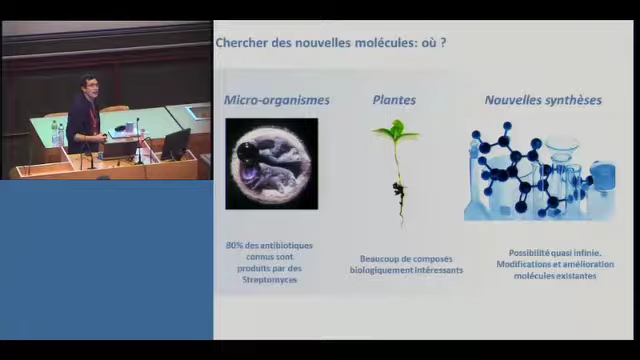 Chercher des nouvelles molécules: où ?
Micro-organismes
Plantes
Nouvelles synthèses
80% des antibiotiques
connus sont
produits par des
Streptomyces
Beaucoup de composés
biologiquement intéressants
Possibilité quasi infinie.
Modifications et amélioration
molécules existantes